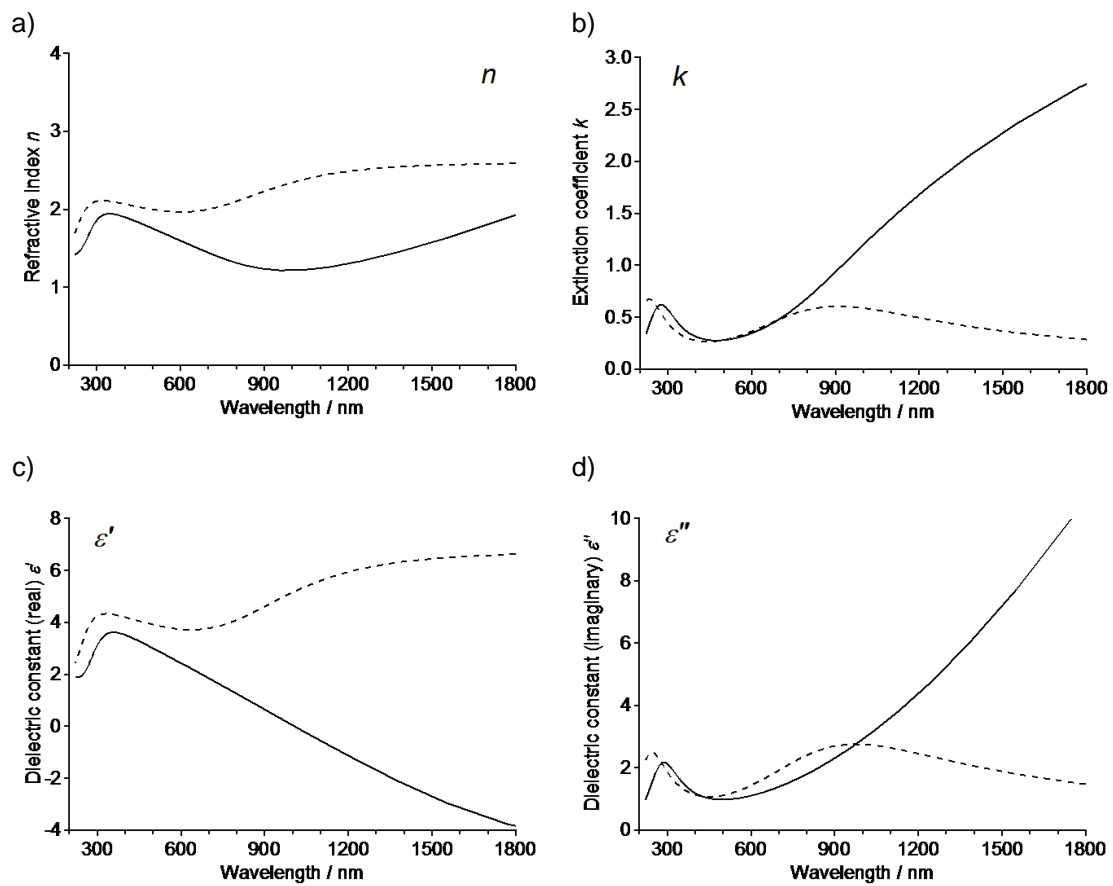 a)
n
Refractive Index n
4
3
2
1
0
300 600 900 1200 1500 1800
Wavelength / nm
b)
k
Extinction coefficient k
3.0
2.5
2.0
1.5
1.0
0.5
0.0
300 600 900 1200 1500 1800
Wavelength / nm
c)
ε'
Dielectric constant (real) ε'
8
6
4
2
0
-2
-4
300 600 900 1200 1500 1800
Wavelength / nm
d)
ε"
Dielectric constant (Imaginary) ε"
10
8
6
4
2
0
300 600 900 1200 1500 1800
Wavelength / nm